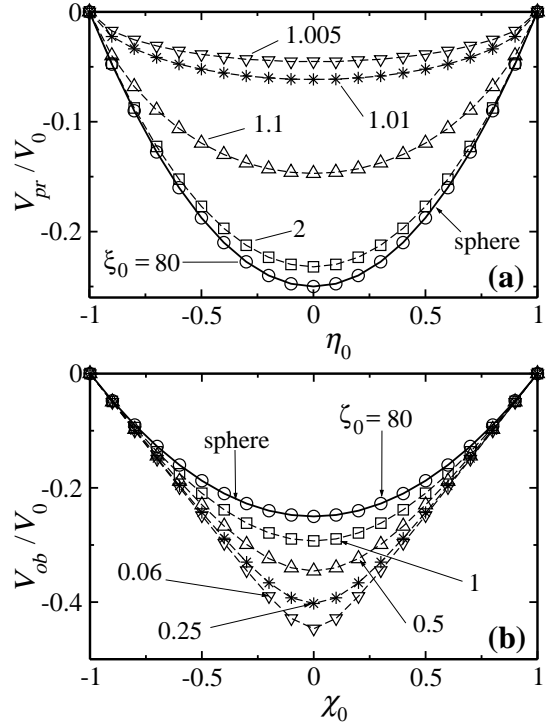 0
1.005
-0.1
1.01
1.1
V_pr / V_0
-0.2
2
sphere
ξ_0 = 80
(a)
-1 -0.5 0 0.5 1
η_0
0
ζ_0 = 80
sphere
-0.2
V_ob / V_0
0.06
1
-0.4
0.25
0.5
(b)
-1 -0.5 0 0.5 1
χ_0